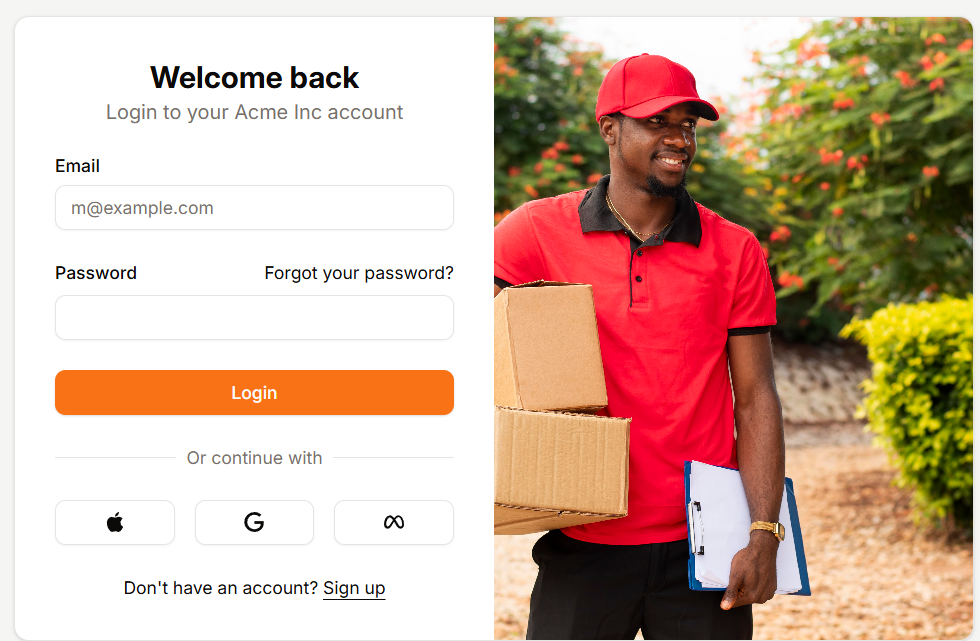 Welcome back
Login to your Acme Inc account
Email
m@example.com
Password Forgot your password?
Login
Or continue with
Don't have an account? Sign up